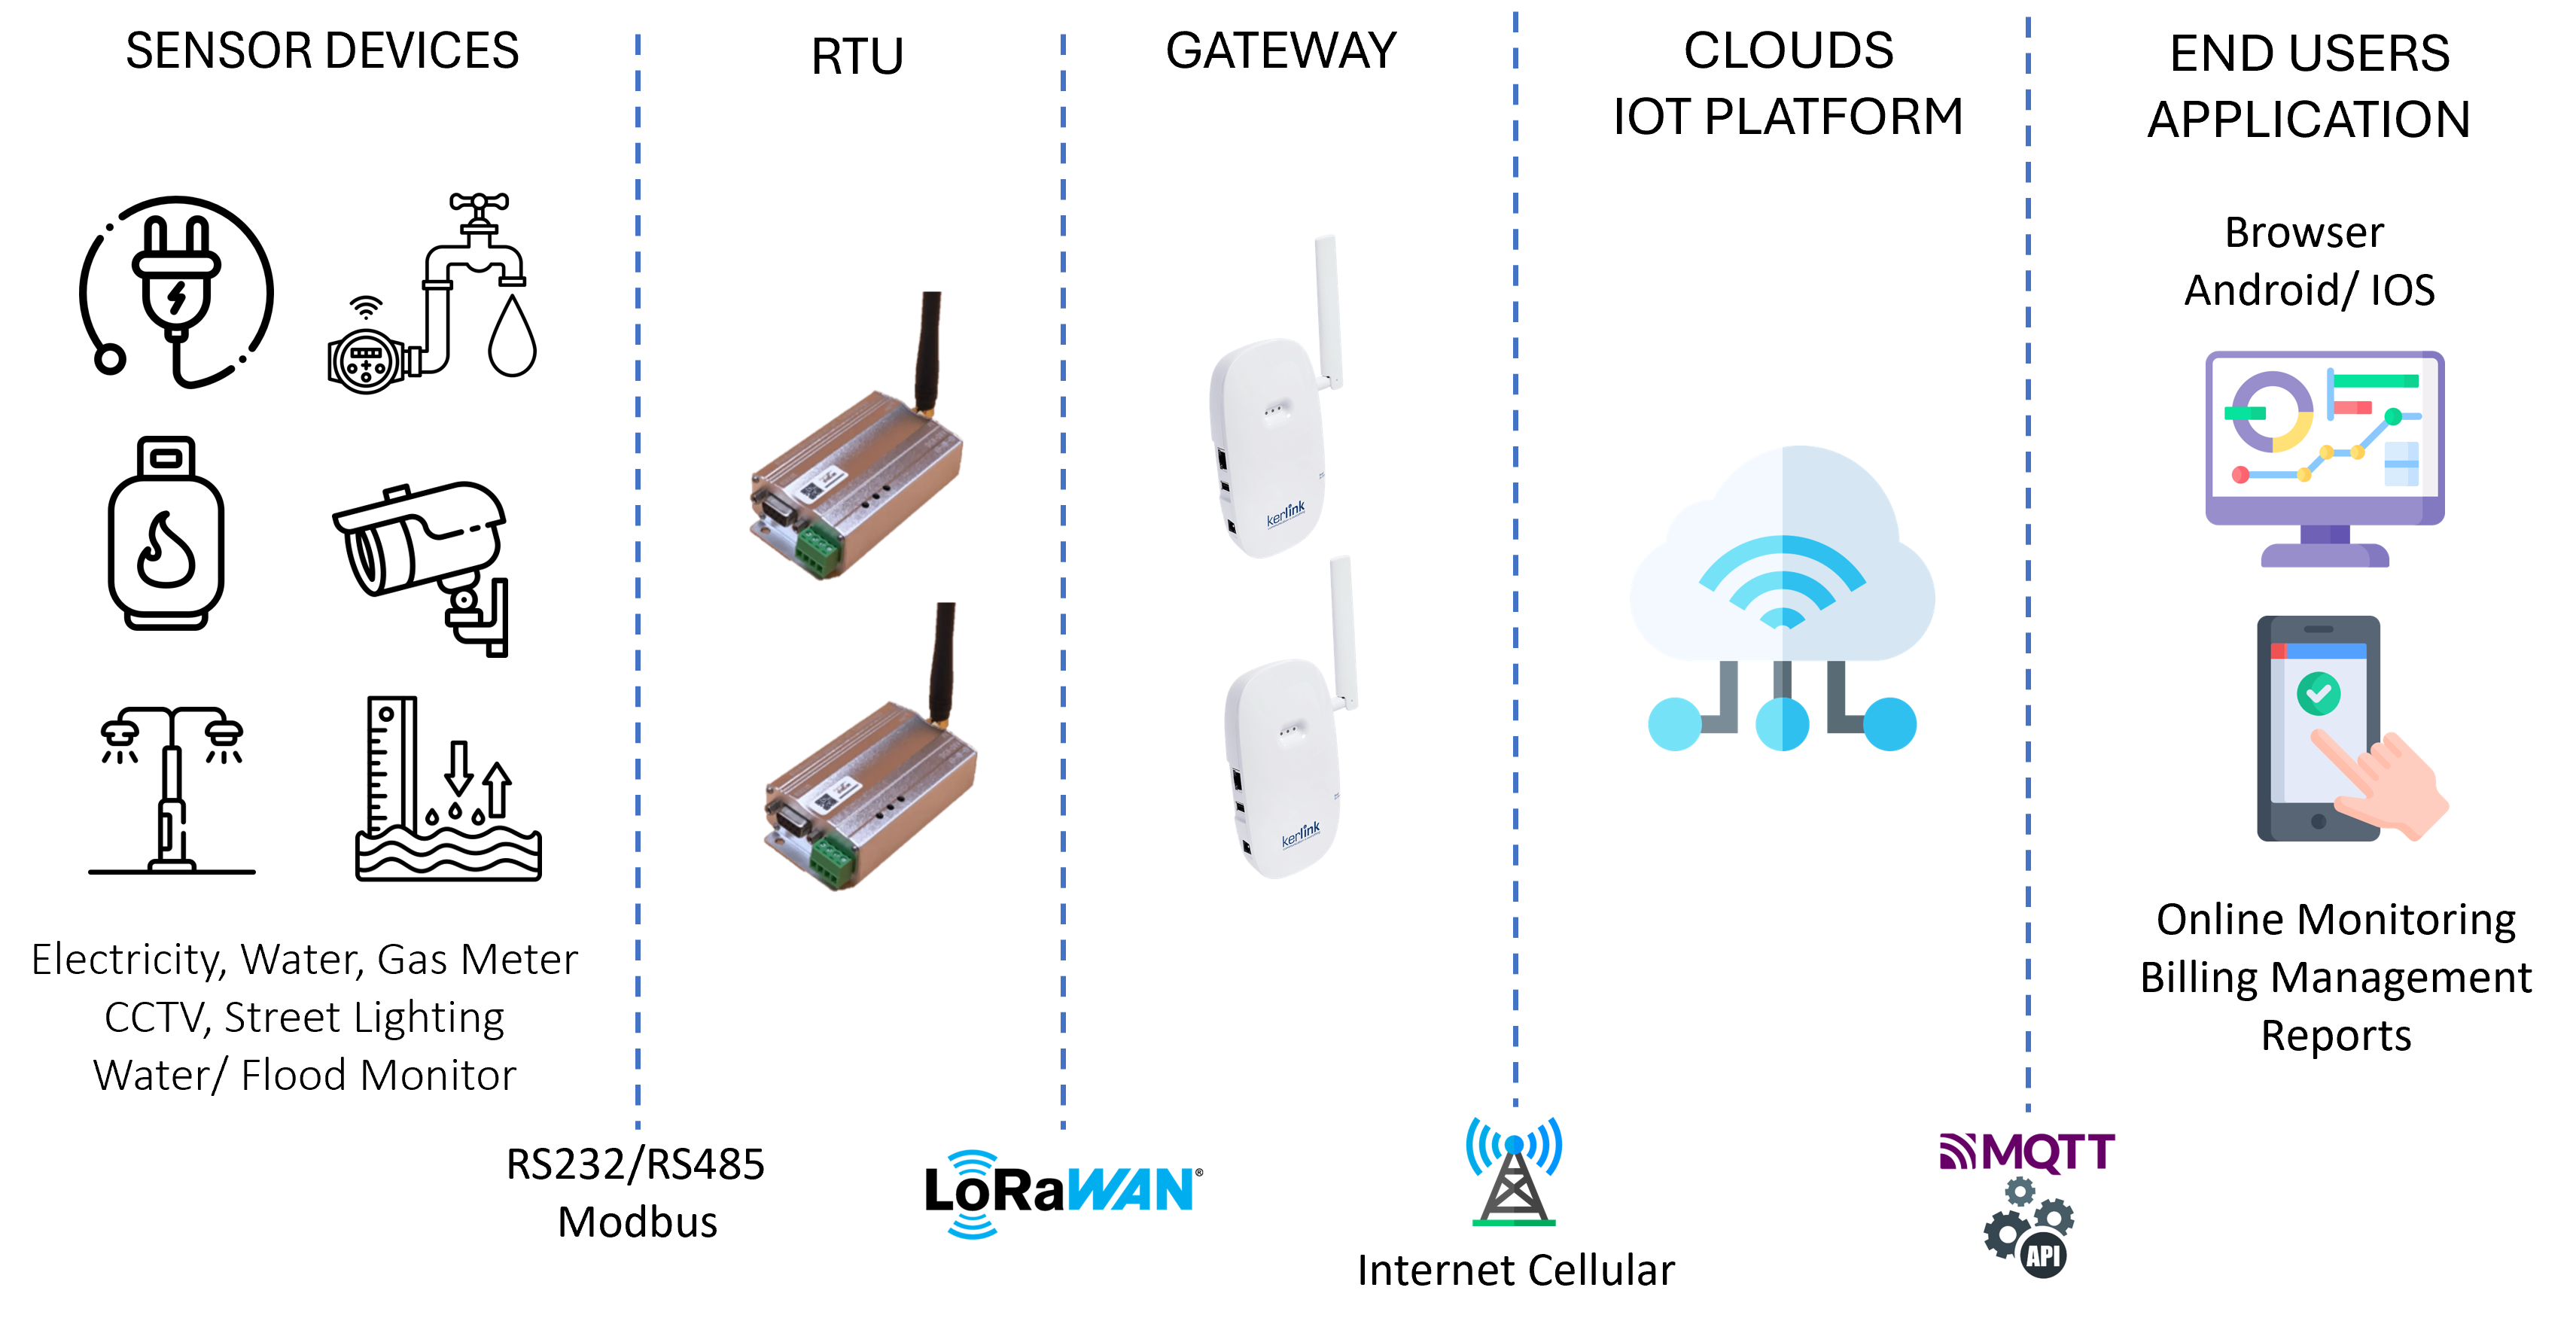 SENSOR DEVICES
RTU
GATEWAY
CLOUDS
IOT PLATFORM
END USERS
APPLICATION
Browser
Android/ IOS
kerlink
kerlink
Electricity, Water, Gas Meter
CCTV, Street Lighting
Water/ Flood Monitor
Online Monitoring
Billing Management
Reports
RS232/RS485
Modbus
LoRaWAN®
Internet Cellular
MQTT
API